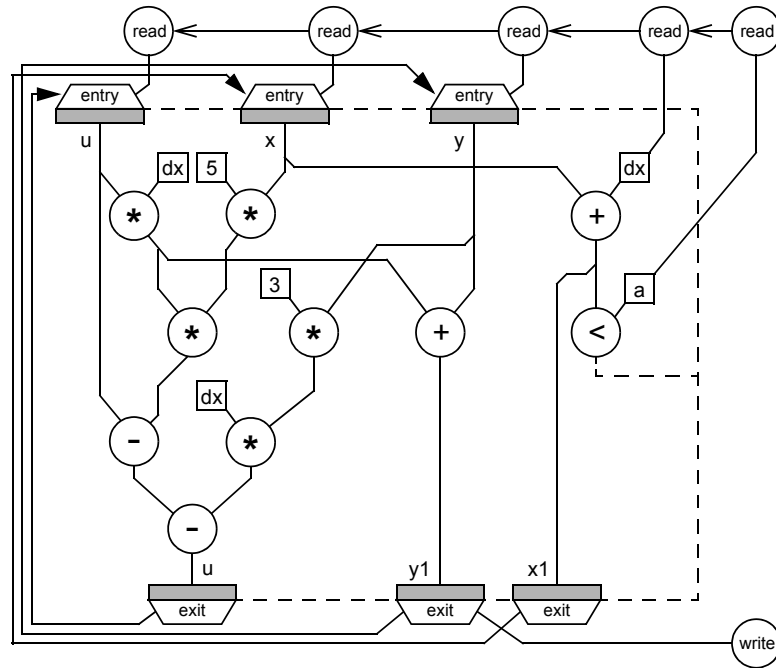 read read read read read
entry entry entry
u x y
dx 5 dx
* * +
3 a
* * + <
dx
- *
-
u y1 x1
exit exit exit
write